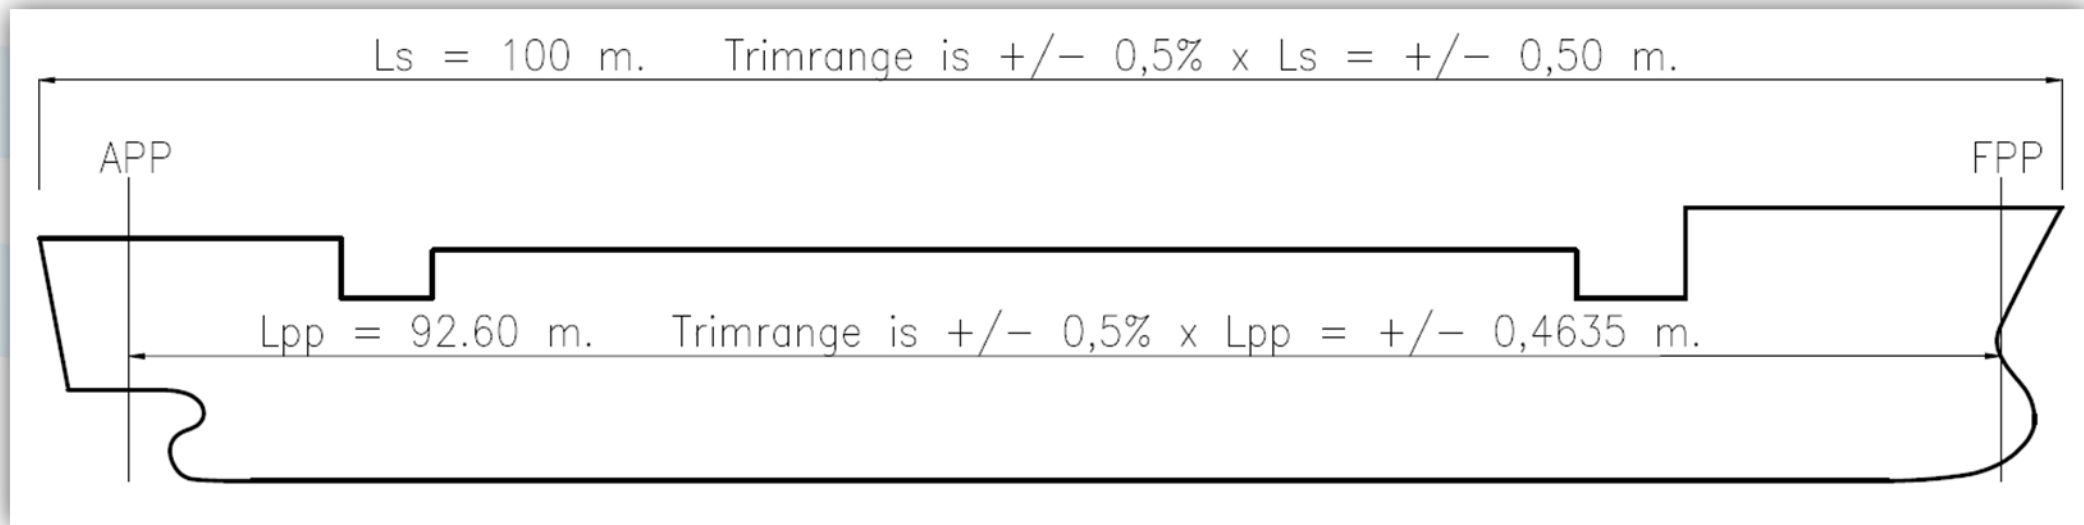 Ls = 100 m. Trimrange is +/- 0,5% x Ls = +/- 0,50 m.
APP
FPP
Lpp = 92.60 m. Trimrange is +/- 0,5% x Lpp = +/- 0,4635 m.